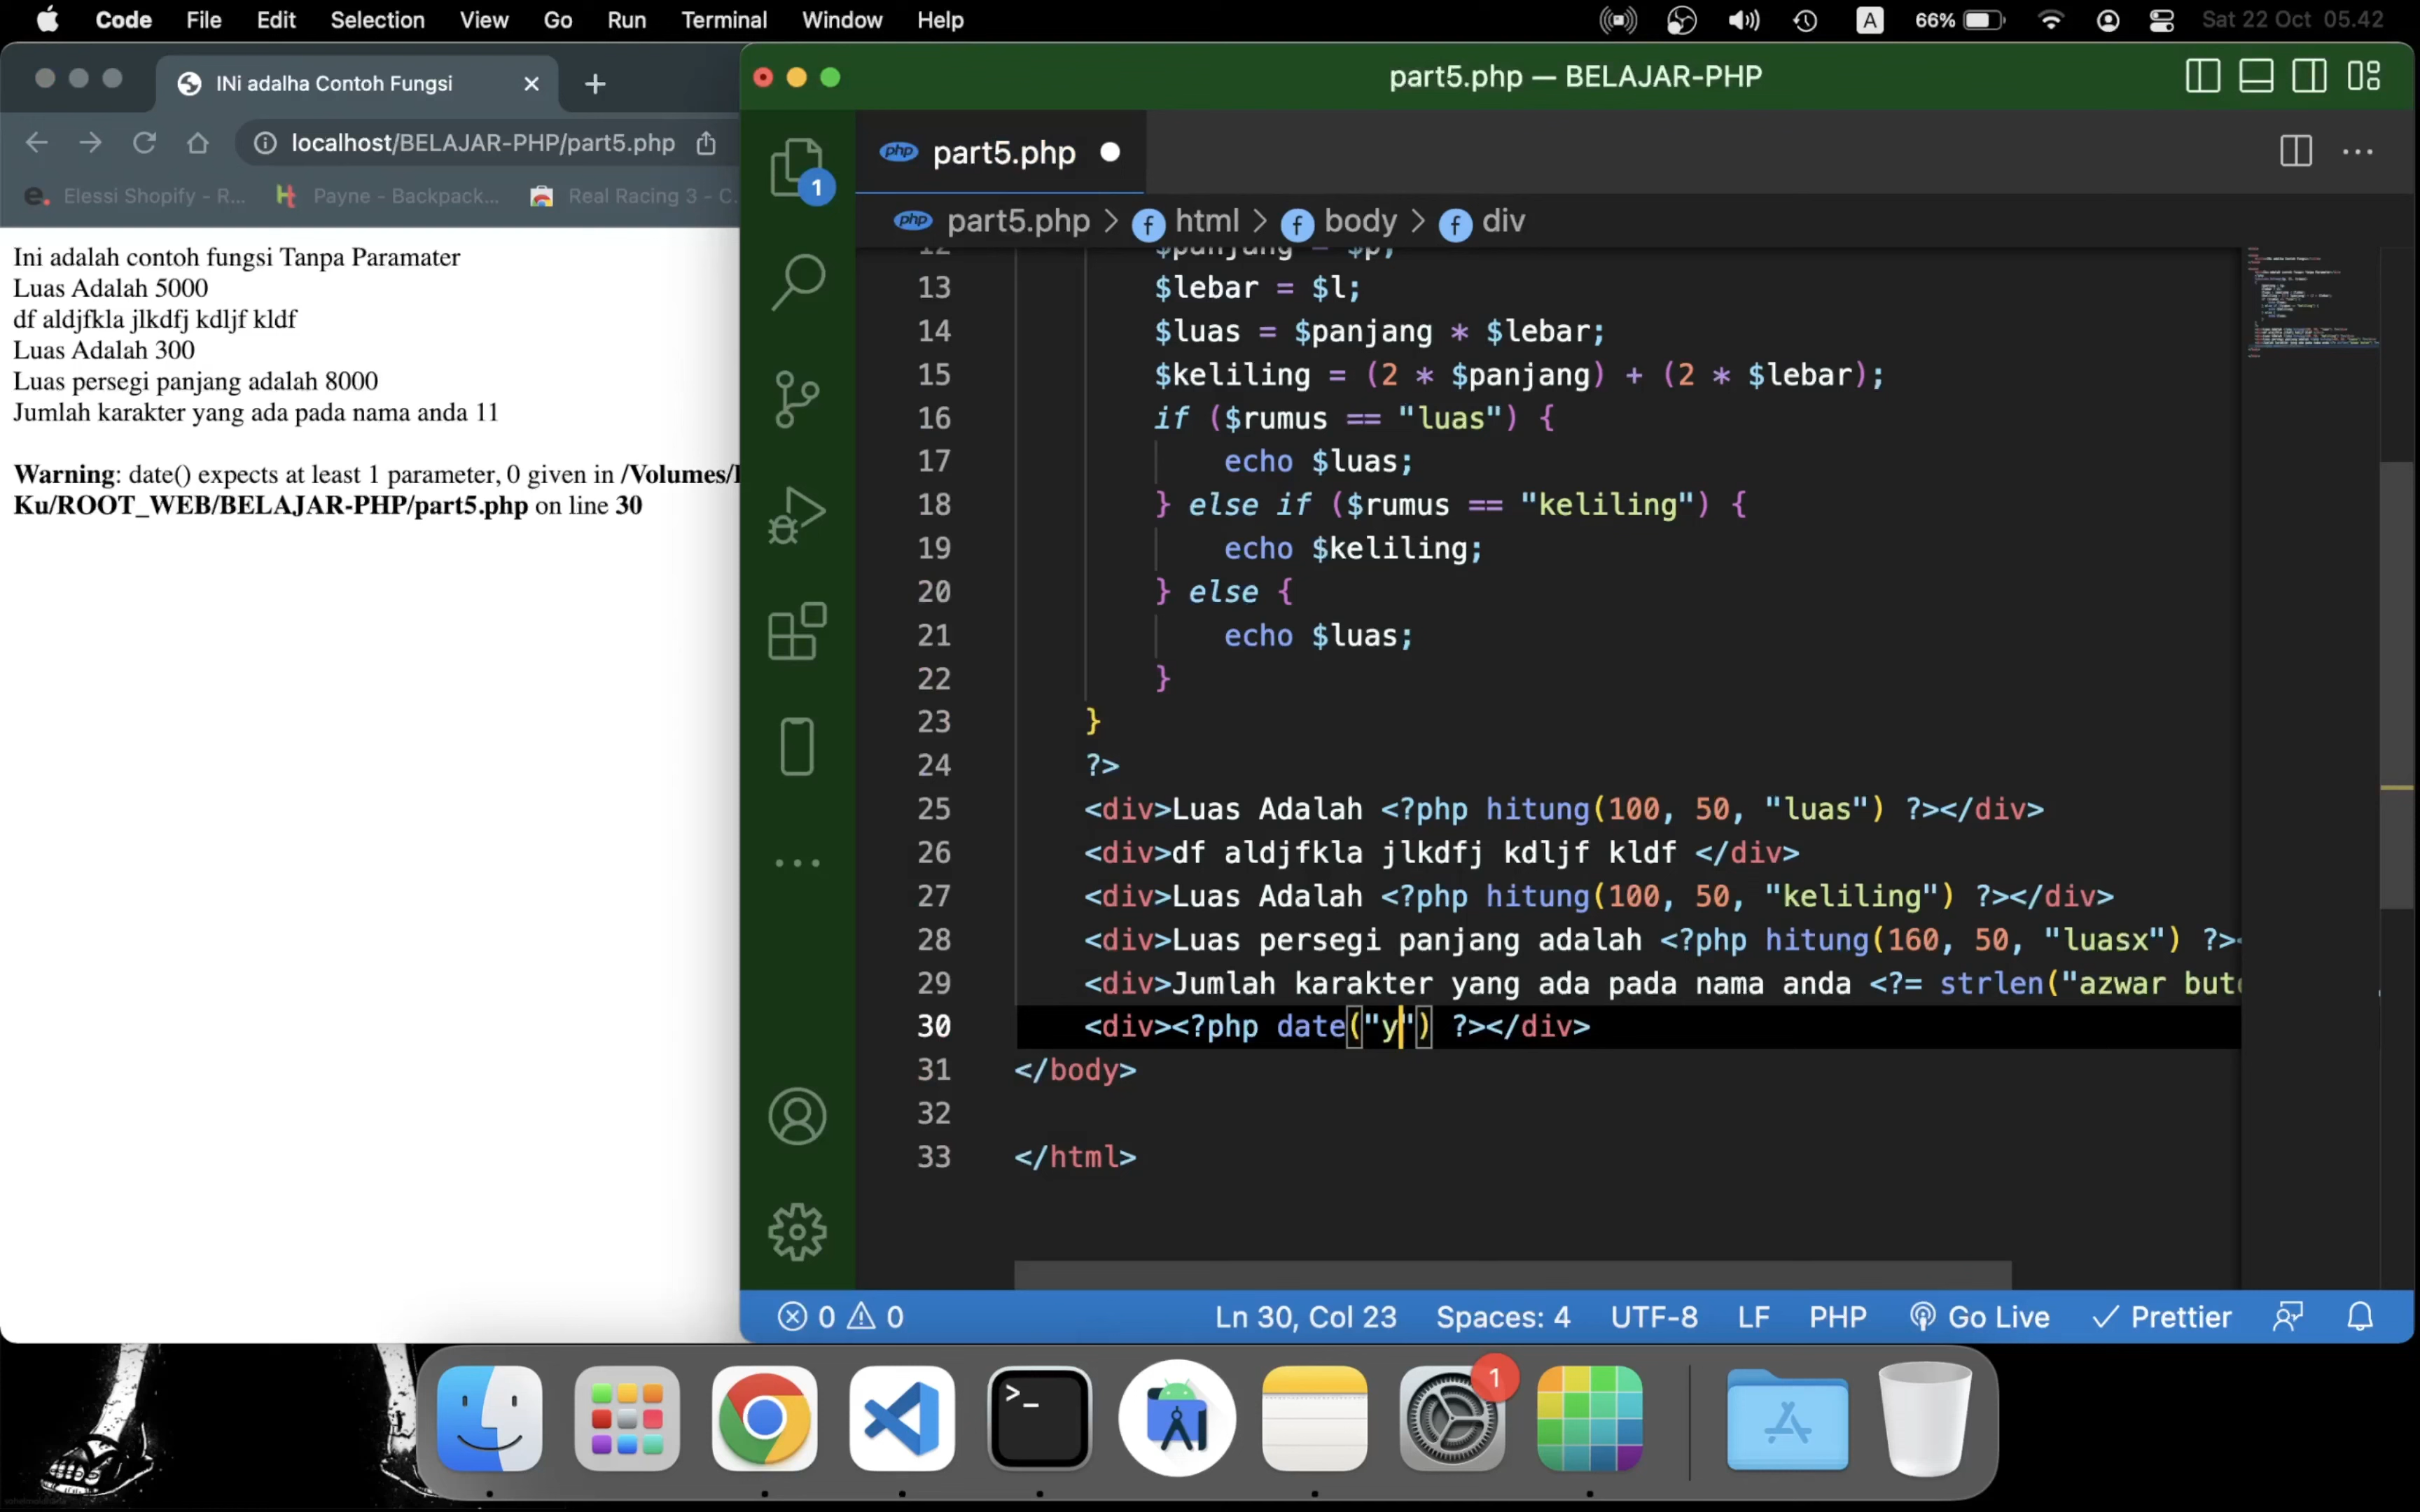 Code File Edit Selection View Go Run Terminal Window Help
A 66% Sat 22 Oct 05.42
INi adalha Contoh Fungsi
localhost/BELAJAR-PHP/part5.php
Elessi Shopify - R... Payne - Backpack... Real Racing 3 - C.
Ini adalah contoh fungsi Tanpa Paramater
Luas Adalah 5000
df aldjfkla jlkdfj kdljf kldf
Luas Adalah 300
Luas persegi panjang adalah 8000
Jumlah karakter yang ada pada nama anda 11
Warning: date() expects at least 1 parameter, 0 given in /Volumes/
Ku/ROOT_WEB/BELAJAR-PHP/part5.php on line 30
part5.php — BELAJAR-PHP
php part5.php
1
php part5.php > html > body > div
12 $panjang = $p;
13 $lebar = $l;
14 $luas = $panjang * $lebar;
15 $keliling = (2 * $panjang) + (2 * $lebar);
16 if ($rumus == "luas") {
17 echo $luas;
18 } else if ($rumus == "keliling") {
19 echo $keliling;
20 } else {
21 echo $luas;
22 }
23 }
24 ?>
25 <div>Luas Adalah <?php hitung(100, 50, "luas") ?></div>
26 <div>df aldjfkla jlkdfj kdljf kldf </div>
27 <div>Luas Adalah <?php hitung(100, 50, "keliling") ?></div>
28 <div>Luas persegi panjang adalah <?php hitung(160, 50, "luasx") ?><
29 <div>Jumlah karakter yang ada pada nama anda <?= strlen("azwar but
30 <div><?php date("y") ?></div>
31 </body>
32
33 </html>
0 0 Ln 30, Col 23 Spaces: 4 UTF-8 LF PHP Go Live Prettier
1